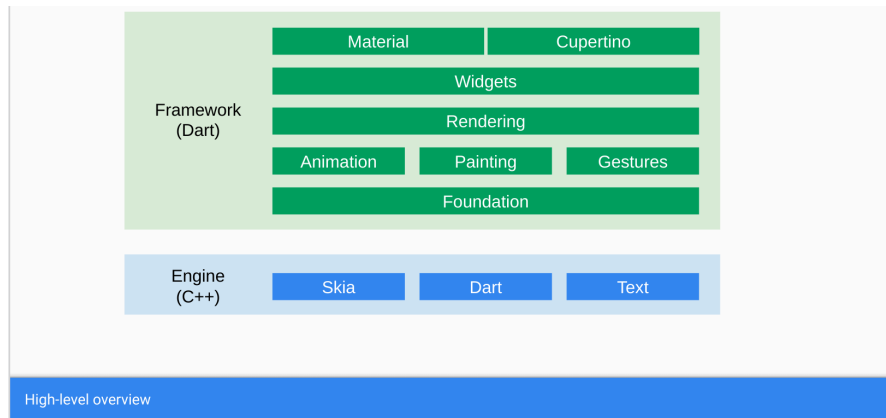 Material
Cupertino
Widgets
Framework
(Dart)
Rendering
Animation
Painting
Gestures
Foundation
Engine
(C++)
Skia
Dart
Text
High-level overview